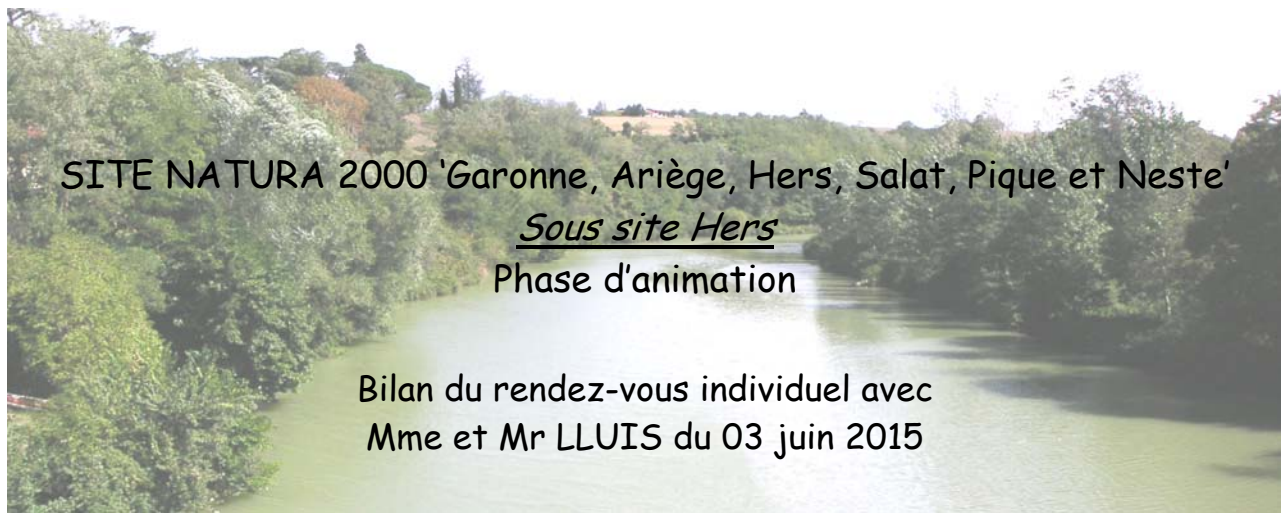 SITE NATURA 2000 ‘Garonne, Ariège, Hers, Salat, Pique et Neste’
Sous site Hers
Phase d’animation
Bilan du rendez-vous individuel avec
Mme et Mr LLUIS du 03 juin 2015